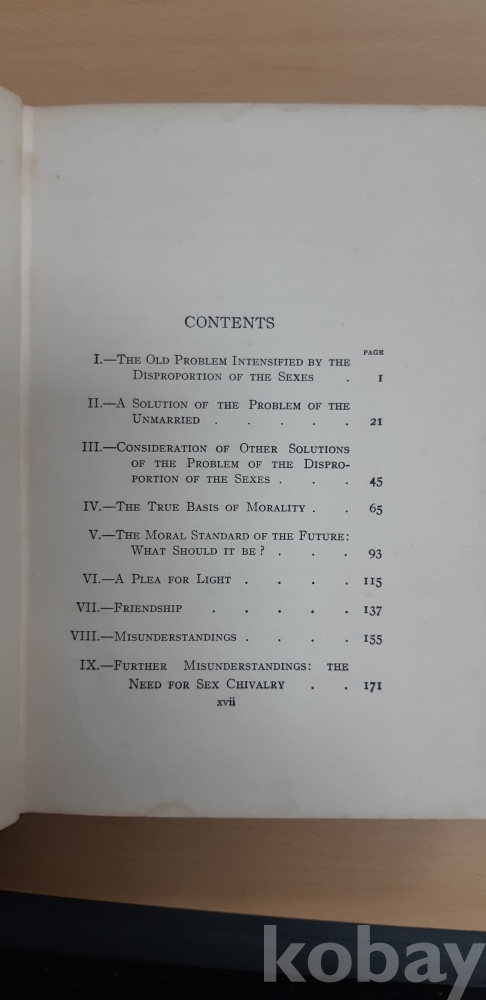 CONTENTS
PAGE
I.—THE OLD PROBLEM INTENSIFIED BY THE
DISPROPORTION OF THE SEXES . 1
II.—A SOLUTION OF THE PROBLEM OF THE
UNMARRIED . . . . . 21
III.—CONSIDERATION OF OTHER SOLUTIONS
OF THE PROBLEM OF THE DISPRO-
PORTION OF THE SEXES . . . 45
IV.—THE TRUE BASIS OF MORALITY . . 65
V.—THE MORAL STANDARD OF THE FUTURE:
WHAT SHOULD IT BE? . . . 93
VI.—A PLEA FOR LIGHT . . . . 115
VII.—FRIENDSHIP . . . . . 137
VIII.—MISUNDERSTANDINGS . . . . 155
IX.—FURTHER MISUNDERSTANDINGS: THE
NEED FOR SEX CHIVALRY . . 171
xvii
kobay